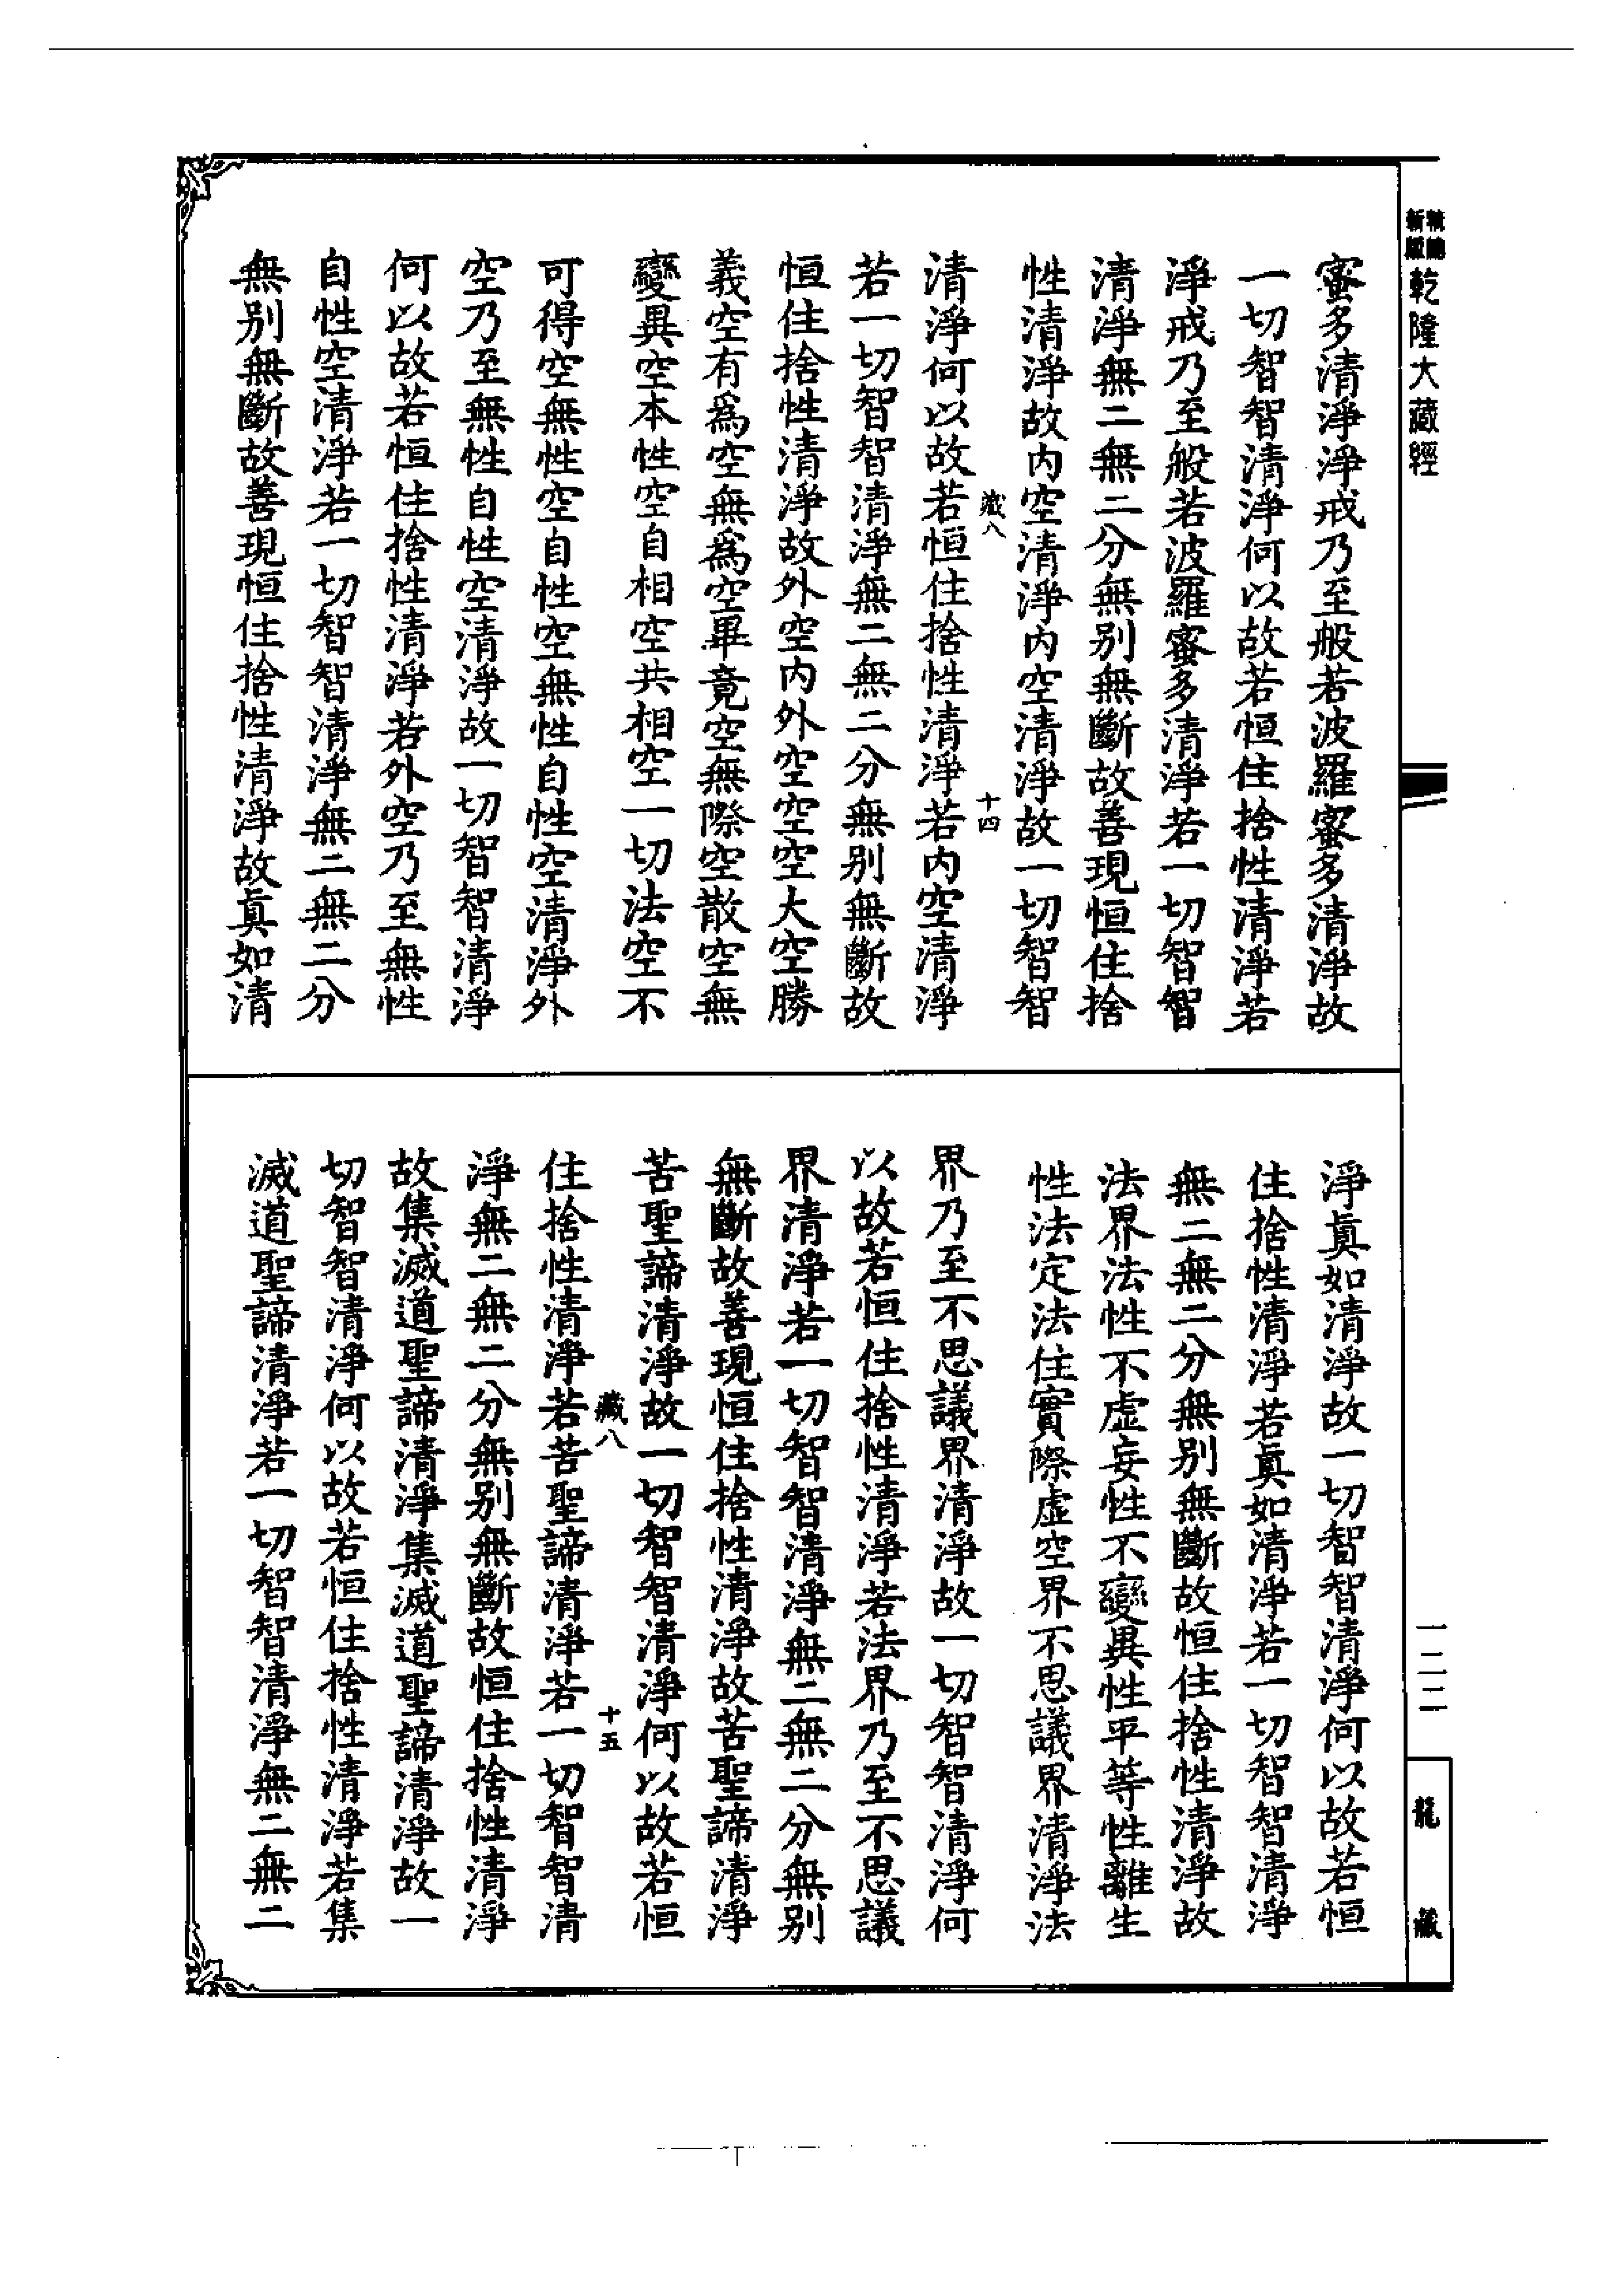 新編縮版乾隆大藏經
蜜多清淨淨戒乃至般若波羅蜜多清淨故
一切智智清淨何以故若恒住捨性清淨若
淨戒乃至般若波羅蜜多清淨若一切智智
清淨無二無二分無别無斷故善現恒住捨
性清淨故内空清淨内空清淨故一切智智
藏八
十四
清淨何以故若恒住捨性清淨若内空清淨
若一切智智清淨無二無二分無别無斷故
恒住捨性清淨故外空内外空空空大空勝
義空有爲空無爲空畢竟空無際空散空無
變異空本性空自相空共相空一切法空不
可得空無性空自性空無性自性空清淨外
空乃至無性自性空清淨故一切智智清淨
何以故若恒住捨性清淨若外空乃至無性
自性空清淨若一切智智清淨無二無二分
無别無斷故善現恒住捨性清淨故眞如清
淨眞如清淨故一切智智清淨何以故若恒
住捨性清淨若眞如清淨若一切智智清淨
無二無二分無别無斷故恒住捨性清淨故
法界法性不虚妄性不變異性平等性離生
性法定法住實際虚空界不思議界清淨法
界乃至不思議界清淨故一切智智清淨何
以故若恒住捨性清淨若法界乃至不思議
界清淨若一切智智清淨無二無二分無别
無斷故善現恒住捨性清淨故苦聖諦清淨
苦聖諦清淨故一切智智清淨何以故若恒
藏八
十五
住捨性清淨若苦聖諦清淨若一切智智清
淨無二無二分無别無斷故恒住捨性清淨
故集滅道聖諦清淨集滅道聖諦清淨故一
切智智清淨何以故若恒住捨性清淨若集
滅道聖諦清淨若一切智智清淨無二無二
一二二
龍藏